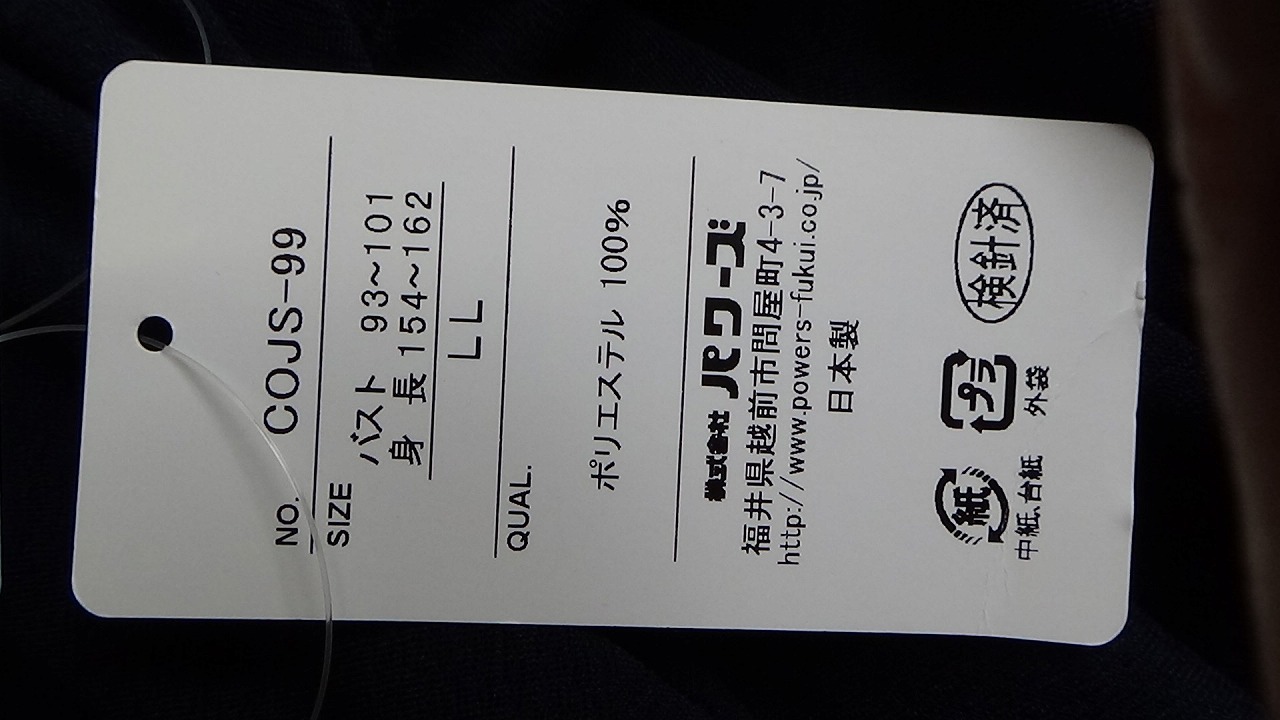 NO. COJS-99
SIZE
バスト 93~101
身 長 154~162
LL
QUAL.
ポリエステル 100%
株式会社 パワーズ
福井県越前市問屋町4-3-7
http://www.powers-fukui.co.jp/
日本製
紙 プラ 検針済
中紙、台紙 外袋